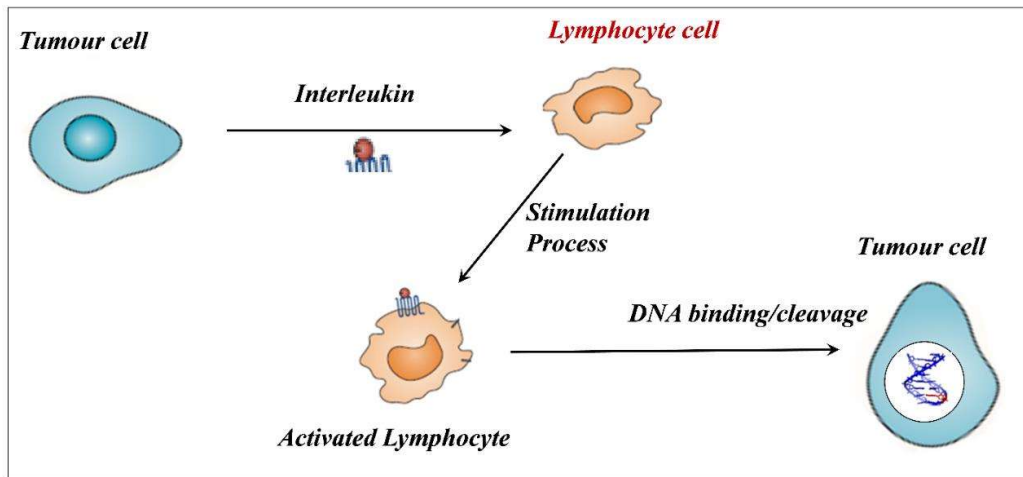 Tumour cell
Lymphocyte cell
Interleukin
Stimulation
Process
Tumour cell
DNA binding/cleavage
Activated Lymphocyte